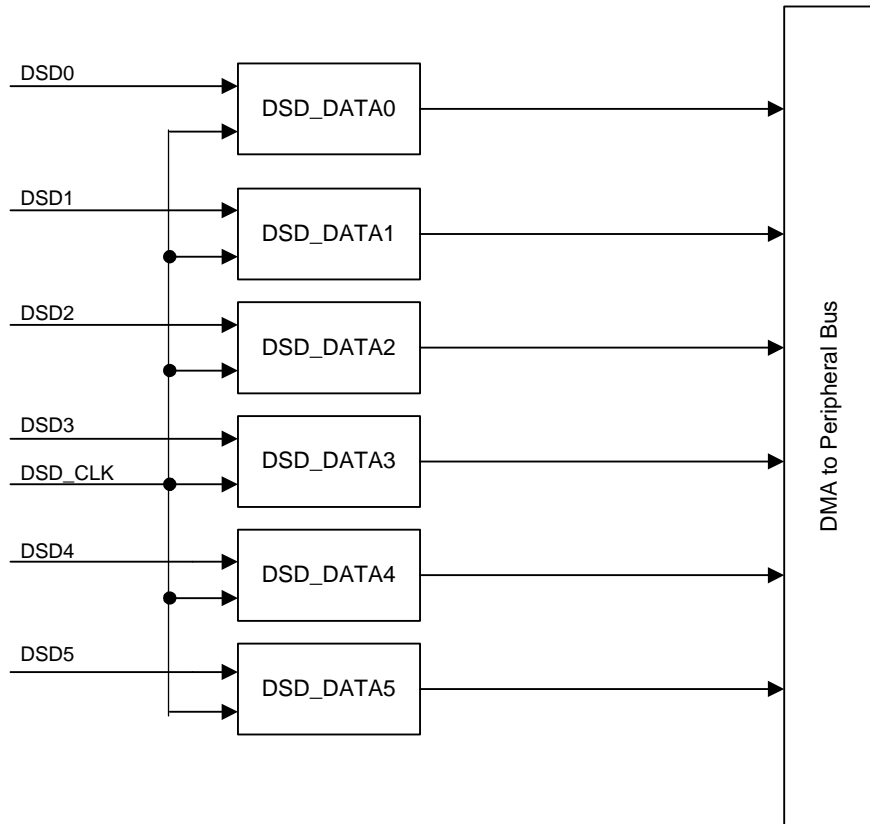 DSD0
DSD_DATA0
DSD1
DSD_DATA1
DSD2
DSD_DATA2
DSD3
DSD_DATA3
DSD_CLK
DSD4
DSD_DATA4
DSD5
DSD_DATA5
DMA to Peripheral Bus